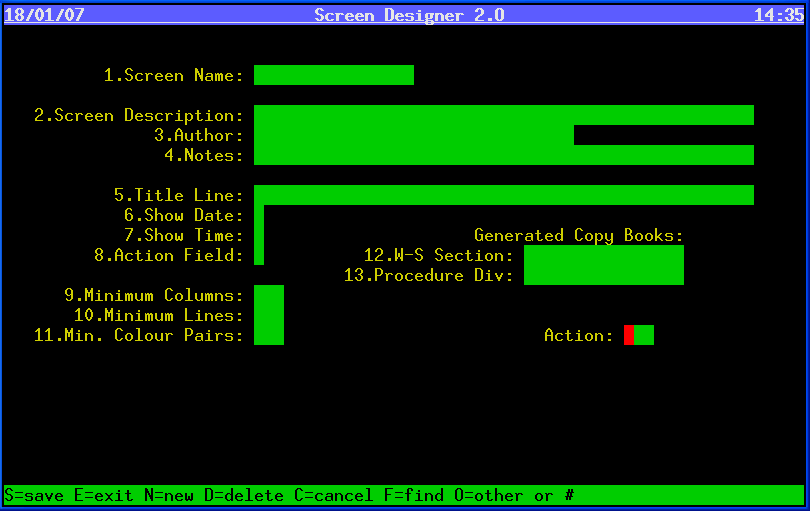 18/01/07 Screen Designer 2.0 14:35
1.Screen Name:
2.Screen Description:
3.Author:
4.Notes:
5.Title Line:
6.Show Date:
7.Show Time: Generated Copy Books:
8.Action Field: 12.W-S Section:
13.Procedure Div:
9.Minimum Columns:
10.Minimum Lines:
11.Min. Colour Pairs: Action:
S=save E=exit N=new D=delete C=cancel F=find O=other or #